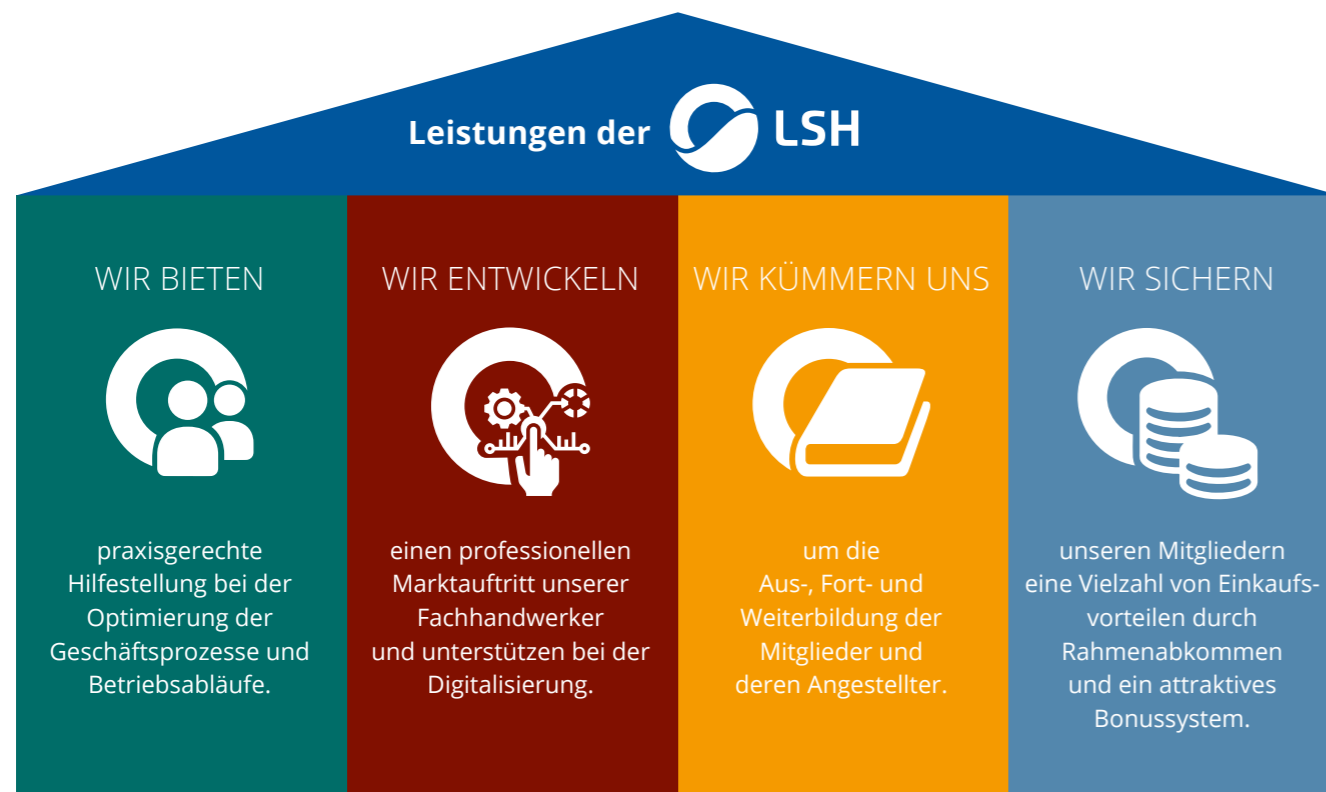 Leistungen der LSH
WIR BIETEN
praxisgerechte
Hilfestellung bei der
Optimierung der
Geschäftsprozesse und
Betriebsabläufe.
WIR ENTWICKELN
einen professionellen
Marktauftritt unserer
Fachhandwerker
und unterstützen bei der
Digitalisierung.
WIR KÜMMERN UNS
um die
Aus-, Fort- und
Weiterbildung der
Mitglieder und
deren Angestellter.
WIR SICHERN
unseren Mitgliedern
eine Vielzahl von Einkaufs-
vorteilen durch
Rahmenabkommen
und ein attraktives
Bonussystem.